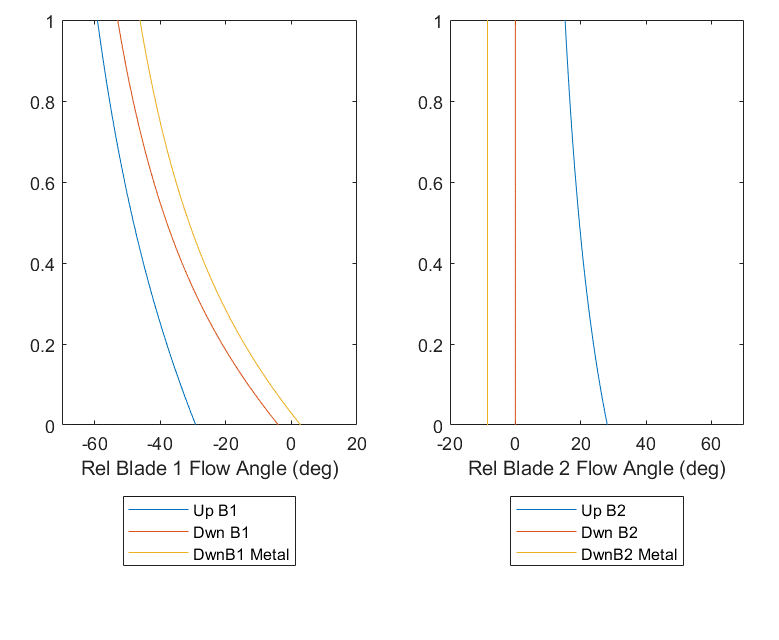 1
0.8
0.6
0.4
0.2
0
-60 -40 -20 0 20
Rel Blade 1 Flow Angle (deg)
Up B1
Dwn B1
DwnB1 Metal
1
0.8
0.6
0.4
0.2
0
-20 0 20 40 60
Rel Blade 2 Flow Angle (deg)
Up B2
Dwn B2
DwnB2 Metal